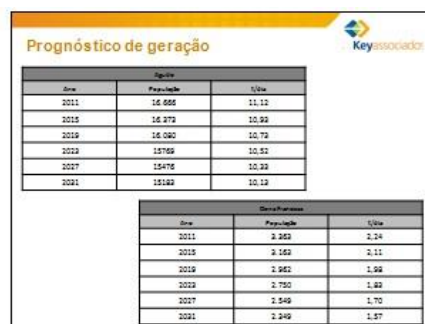 Prognóstico de geração
Keyassociados
Agudo
Ano População t/dia
2011 16.666 11,12
2015 16.373 10,93
2019 16.080 10,73
2023 15769 10,52
2027 15476 10,33
2031 15183 10,13
Dona Francisca
Ano População t/dia
2011 3.363 2,24
2015 3.163 2,11
2019 2.962 1,98
2023 2.750 1,83
2027 2.549 1,70
2031 2.349 1,57